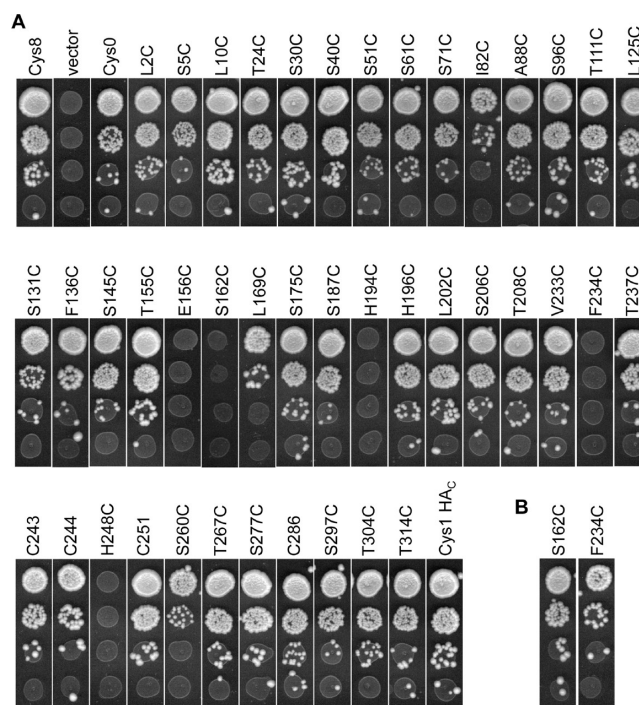 A
Cys8 vector Cys0 L2C S5C L10C T24C S30C S40C S51C S61C S71C I82C A88C S96C T111C L125C
S131C F136C S145C T155C E156C S162C L169C S175C S187C H194C H196C L202C S206C T208C V233C F234C T237C
B
C243 C244 H248C C251 S260C T267C S277C C286 S297C T304C T314C Cys1 HAC S162C F234C